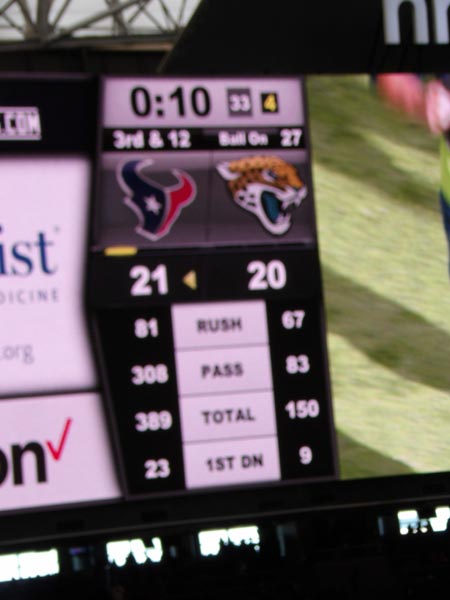 0:10 33 4
.COM
3rd & 12 Ball On 27
ist
DICINE
.org
21 20
81 RUSH 67
308 PASS 83
389 TOTAL 150
23 1ST DN 9
on